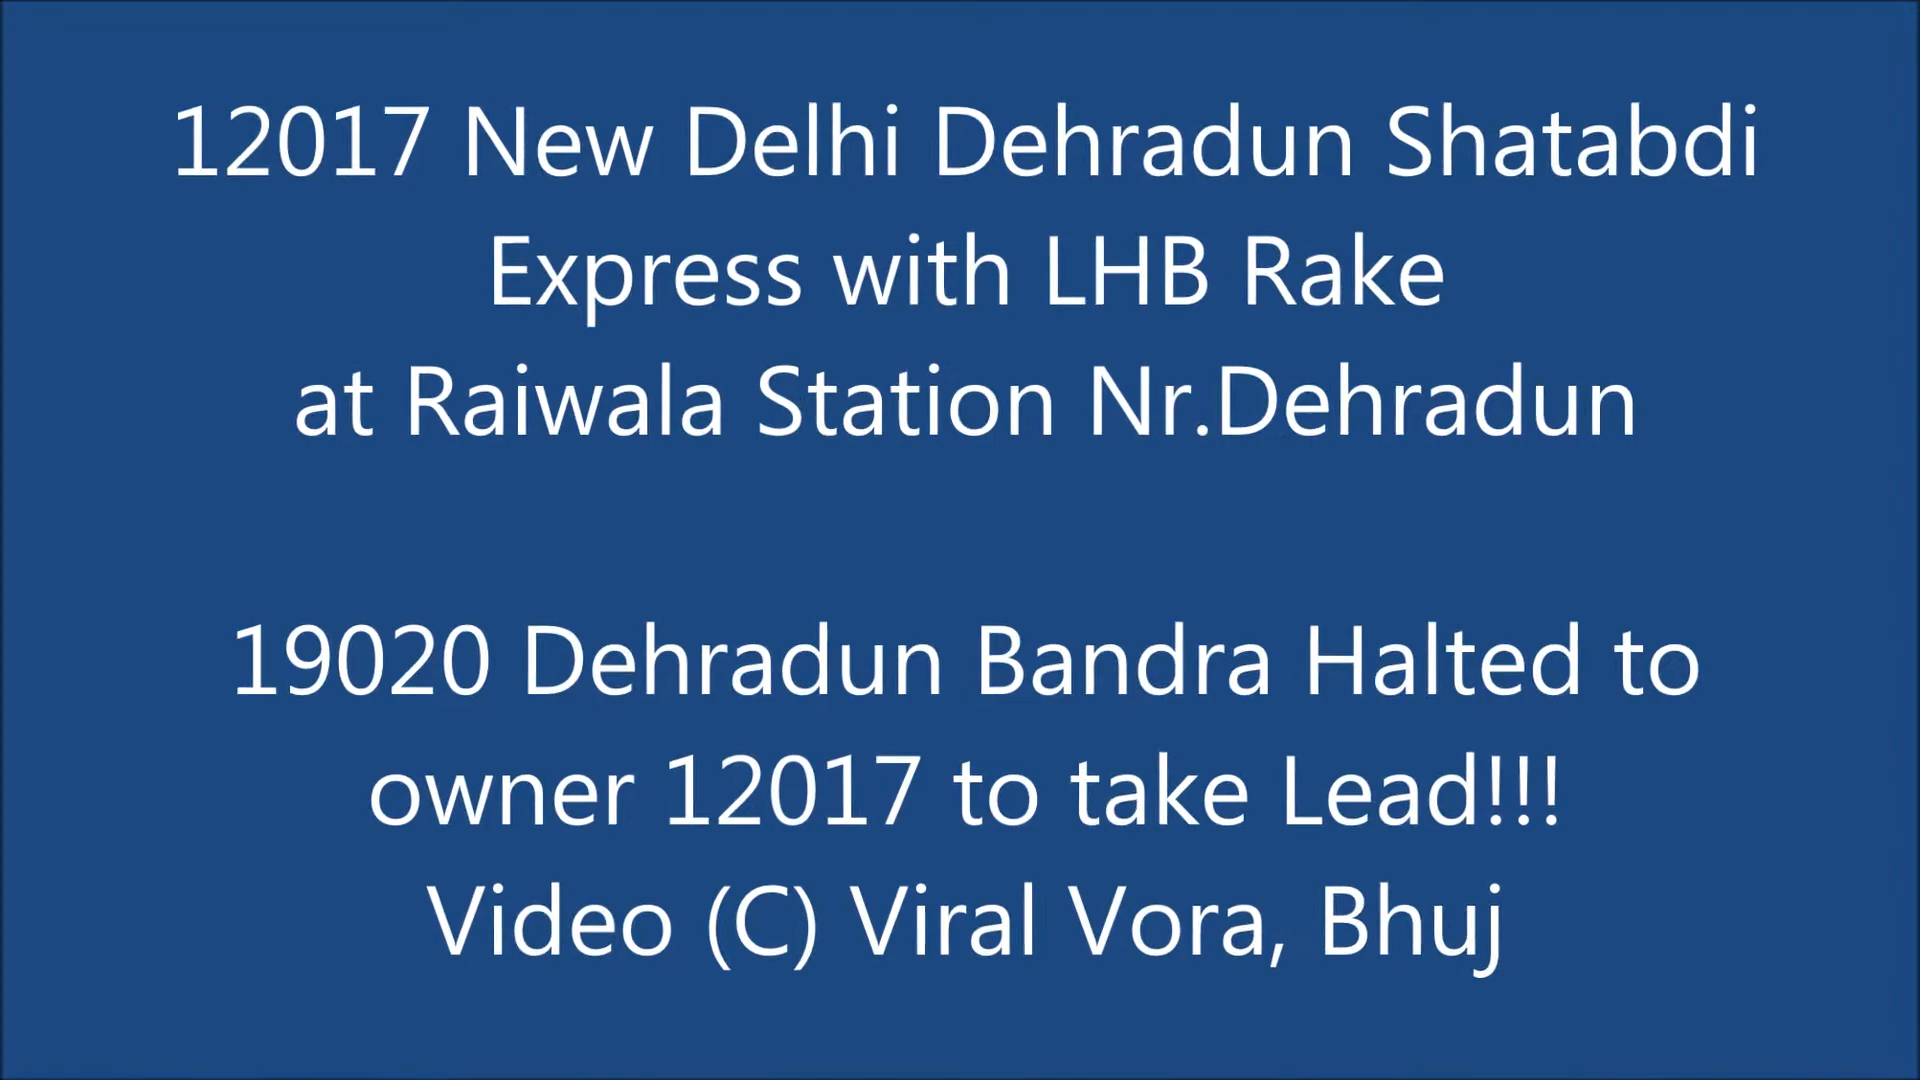 12017 New Delhi Dehradun Shatabdi
Express with LHB Rake
at Raiwala Station Nr.Dehradun
19020 Dehradun Bandra Halted to
owner 12017 to take Lead!!!
Video (C) Viral Vora, Bhuj